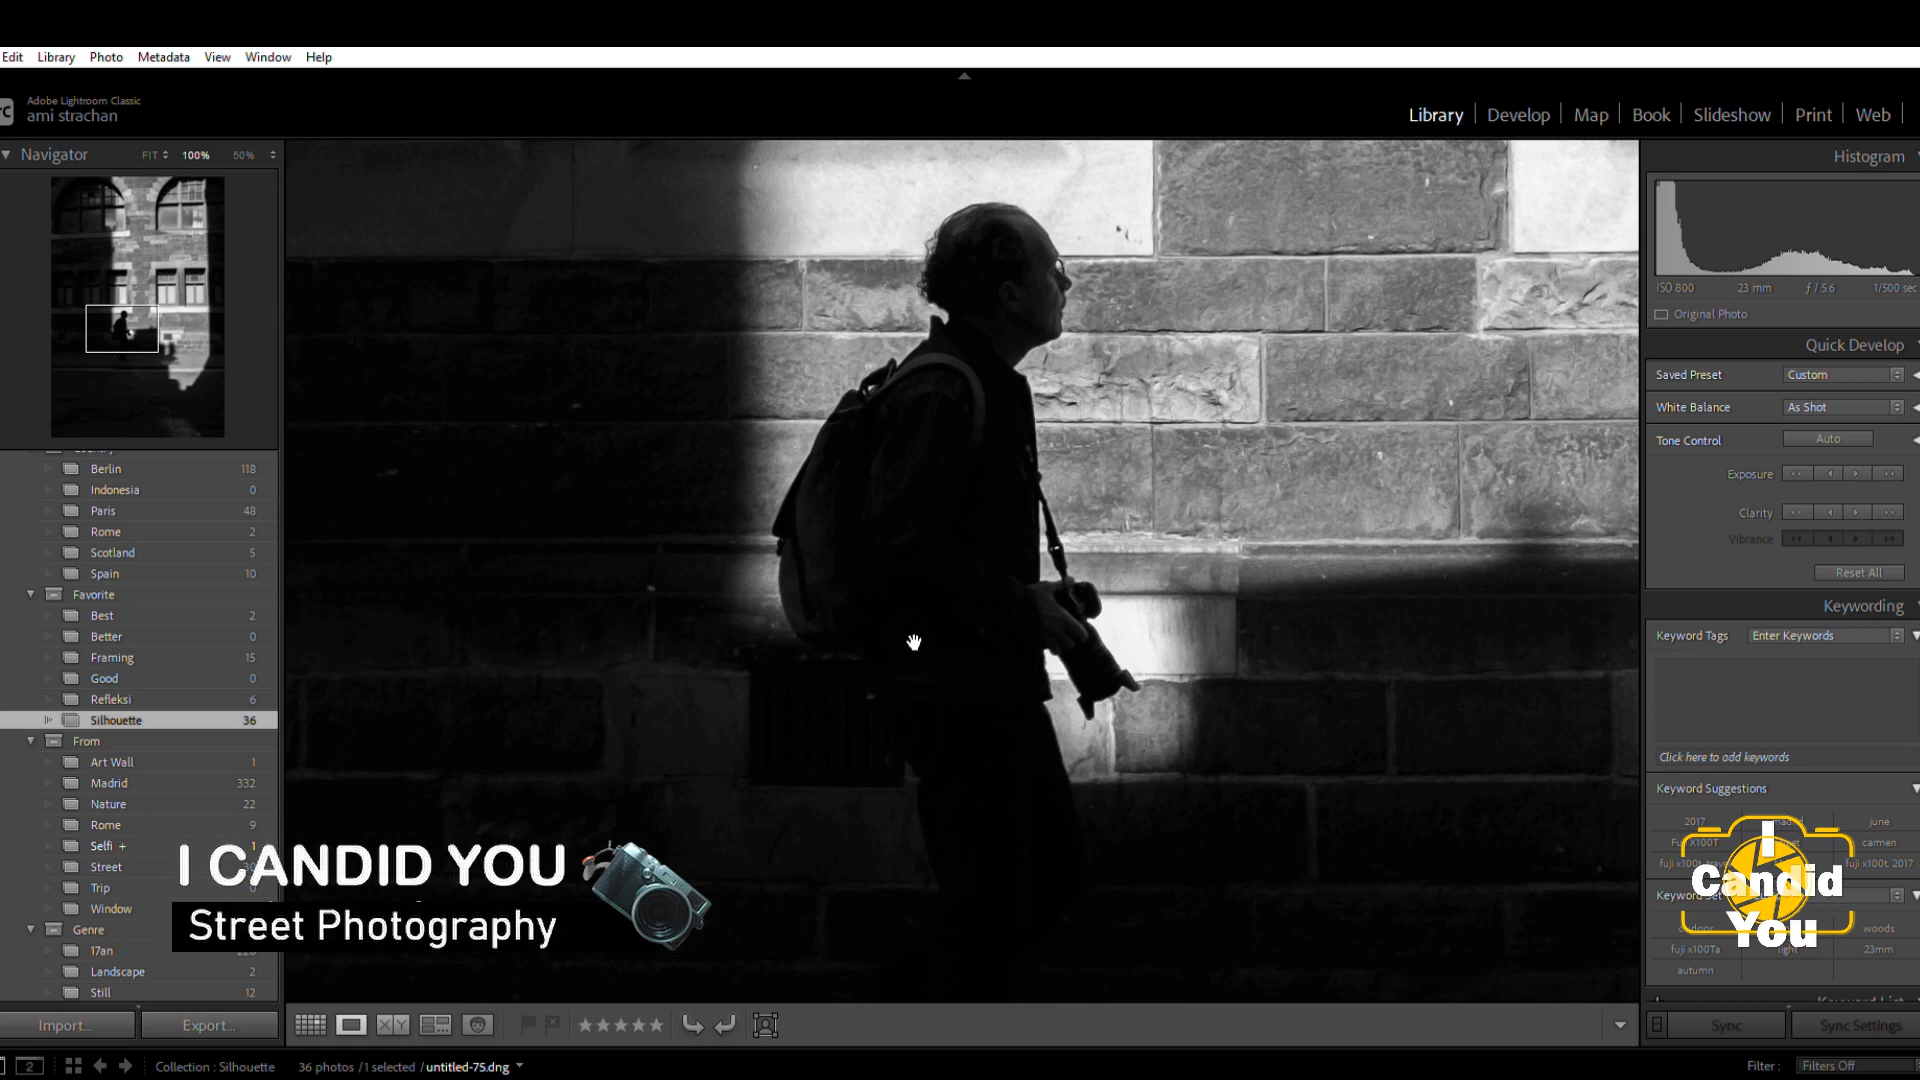 Edit Library Photo Metadata View Window Help
Adobe Lightroom Classic
ami strachan
Library Develop Map Book Slideshow Print Web
Navigator FIT 100% 50%
Berlin 118
Indonesia 0
Paris 48
Rome 2
Scotland 5
Spain 10
Favorite
Best 2
Better 0
Framing 15
Good 0
Refleksi 6
Silhouette 36
From
Art Wall 1
Madrid 332
Nature 22
Rome 9
Selfi + 1
Street
Trip
Window
Genre
17an
Landscape 2
Still 12
Import... Export...
I CANDID YOU
Street Photography
Histogram
ISO 800 23 mm ƒ / 5.6 1/500 sec
Original Photo
Quick Develop
Saved Preset Custom
White Balance As Shot
Tone Control Auto
Exposure
Clarity
Vibrance
Reset All
Keywording
Keyword Tags Enter Keywords
Click here to add keywords
Keyword Suggestions
2017 june
carmen
fuji x100t, 2017
Keyword Set
woods
fuji x100Ta light 23mm
autumn
I
Candid
You
Keyword List
Sync Sync Settings
2 Collection : Silhouette 36 photos / 1 selected / untitled-75.dng
Filter : Filters Off